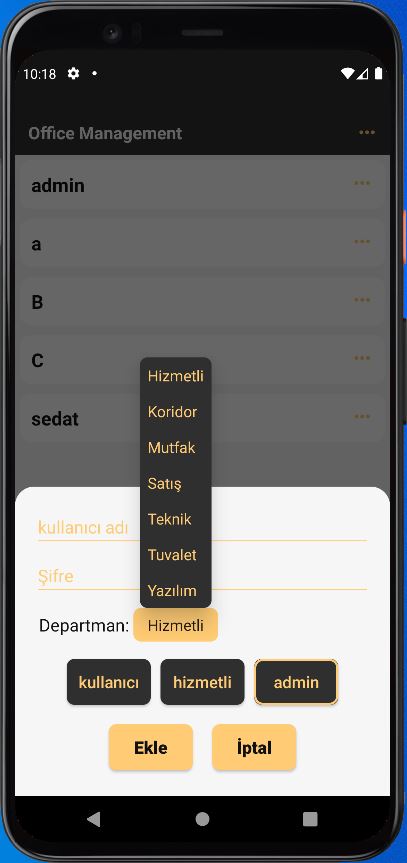 10:18
Office Management
admin
a
B
C
sedat
Hizmetli
Koridor
Mutfak
Satış
Teknik
Tuvalet
Yazılım
kullanıcı adı
Şifre
Departman: Hizmetli
kullanıcı hizmetli admin
Ekle İptal